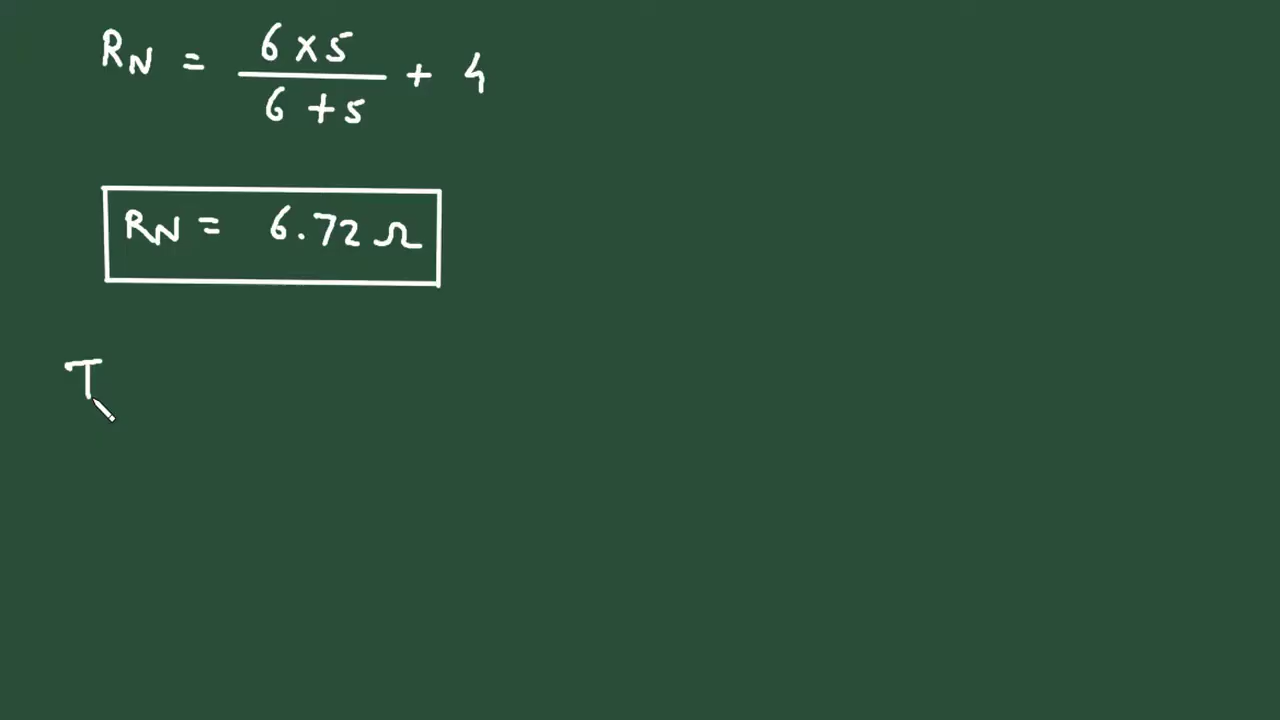 RN = 6 × 5 / 6 + 5 + 4
RN = 6.72 Ω
T